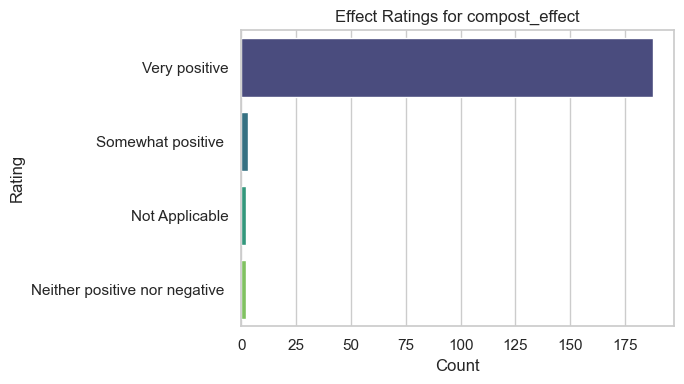 Effect Ratings for compost_effect
Rating
Very positive
Somewhat positive
Not Applicable
Neither positive nor negative
0 25 50 75 100 125 150 175
Count